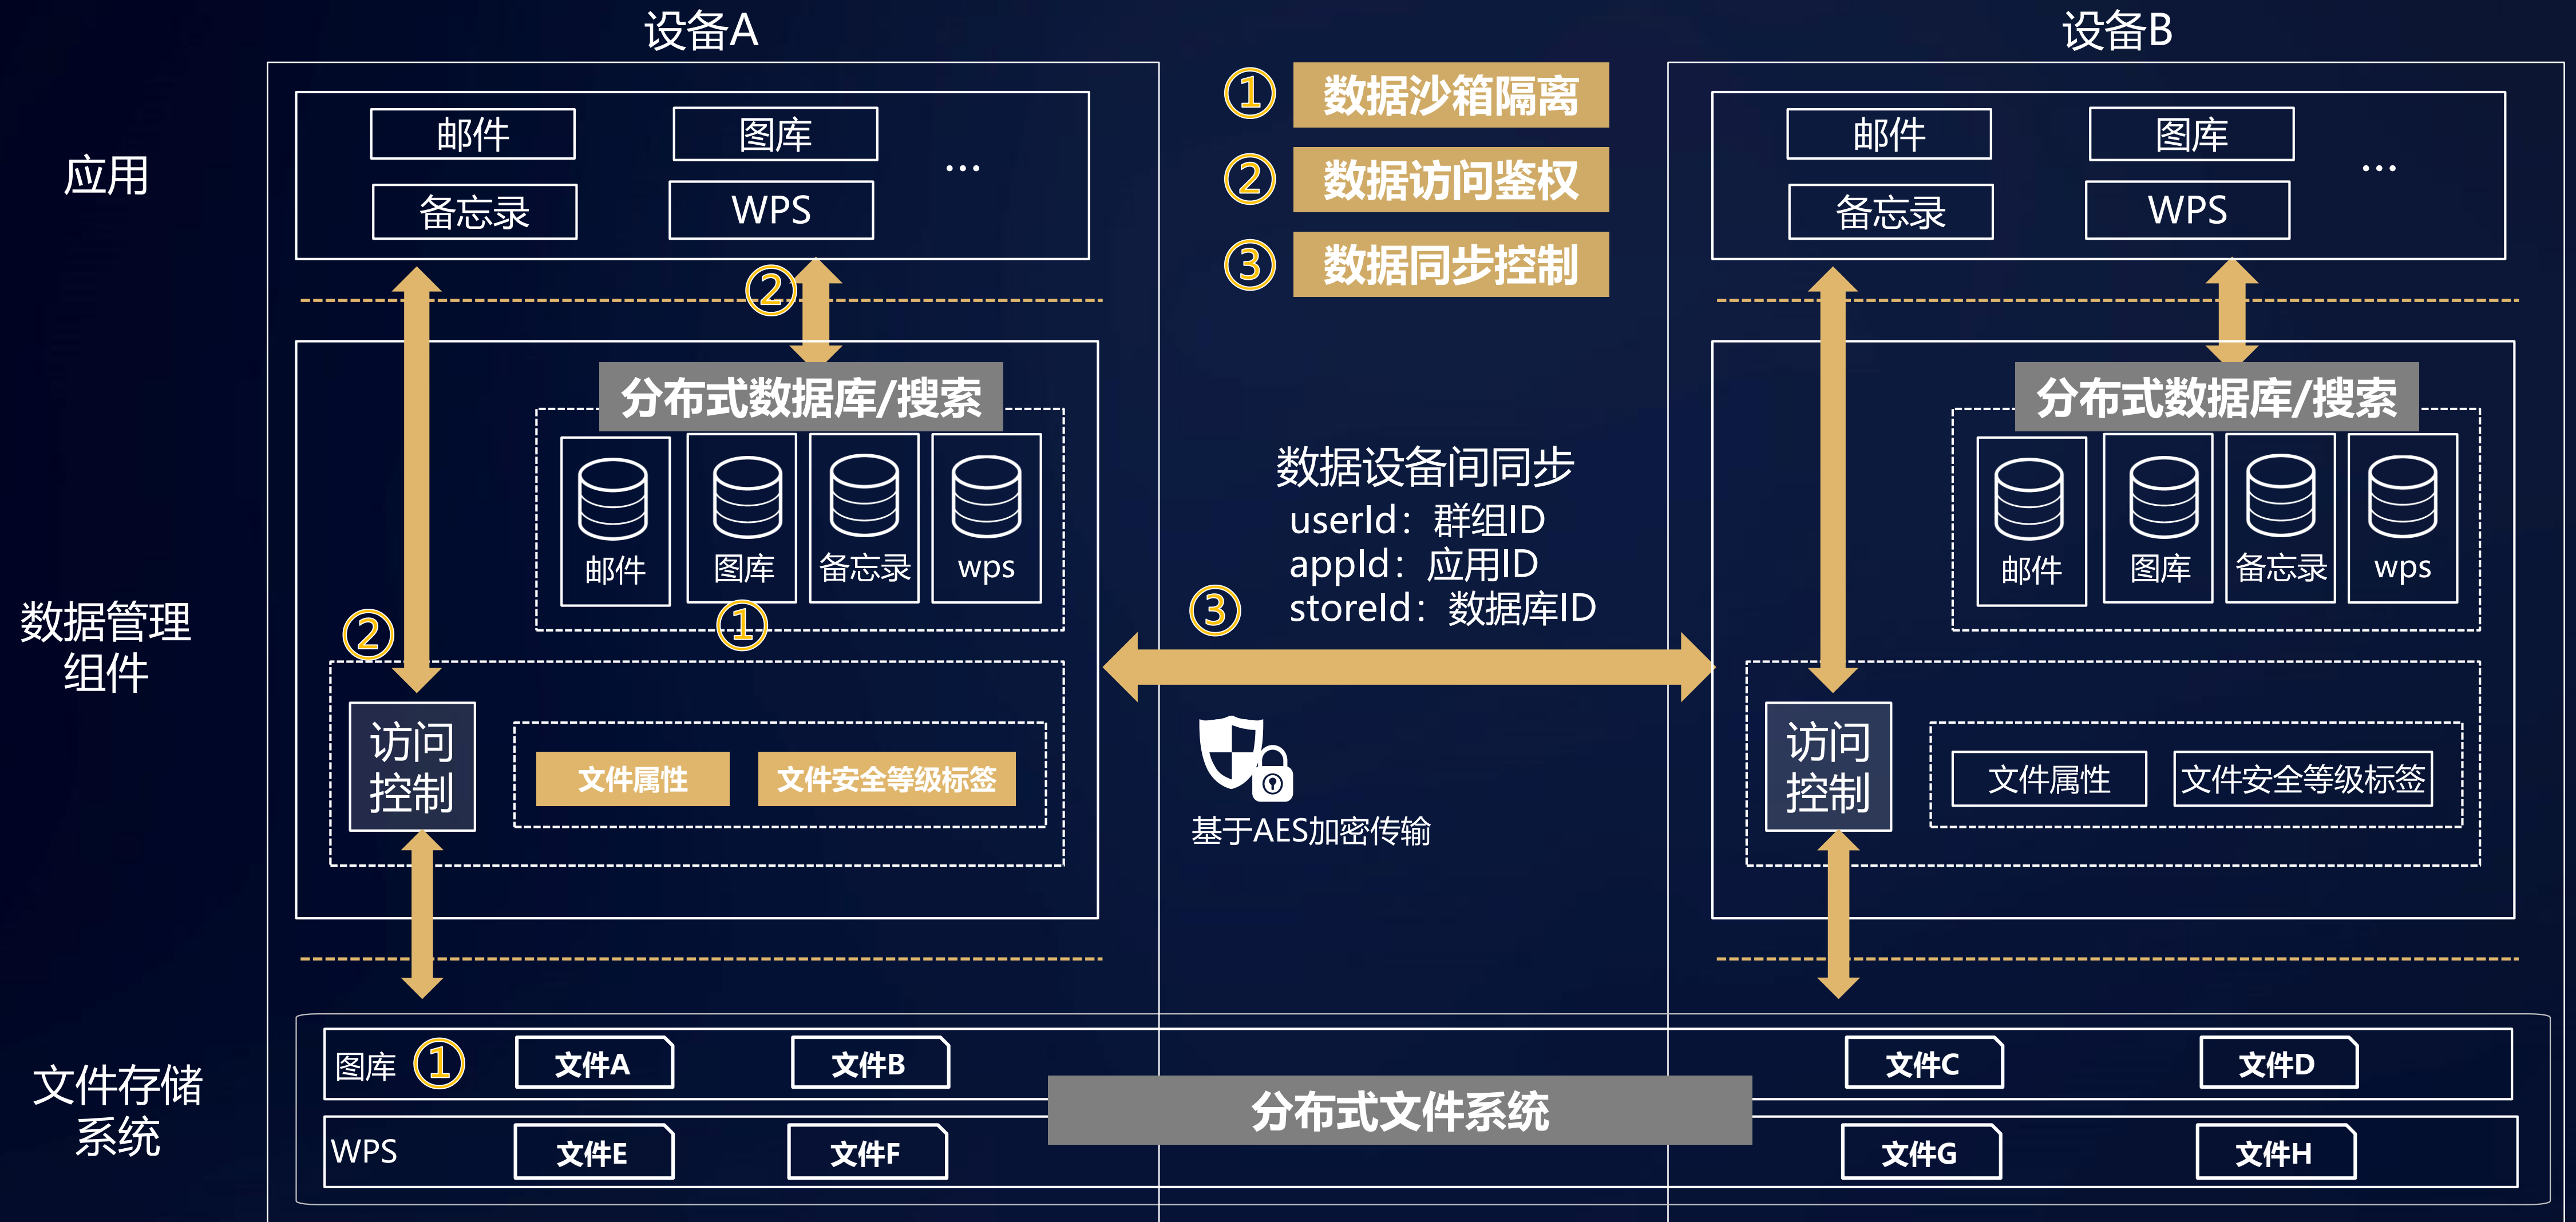 设备A
设备B
① 数据沙箱隔离
② 数据访问鉴权
③ 数据同步控制
应用
邮件
图库
...
备忘录
WPS
②
邮件
图库
...
备忘录
WPS
数据管理
组件
分布式数据库/搜索
邮件
图库
备忘录
wps
①
②
访问
控制
文件属性
文件安全等级标签
数据设备间同步
userId：群组ID
appId：应用ID
storeId：数据库ID
③
基于AES加密传输
分布式数据库/搜索
邮件
图库
备忘录
wps
访问
控制
文件属性
文件安全等级标签
文件存储
系统
图库
①
文件A
文件B
文件C
文件D
分布式文件系统
WPS
文件E
文件F
文件G
文件H